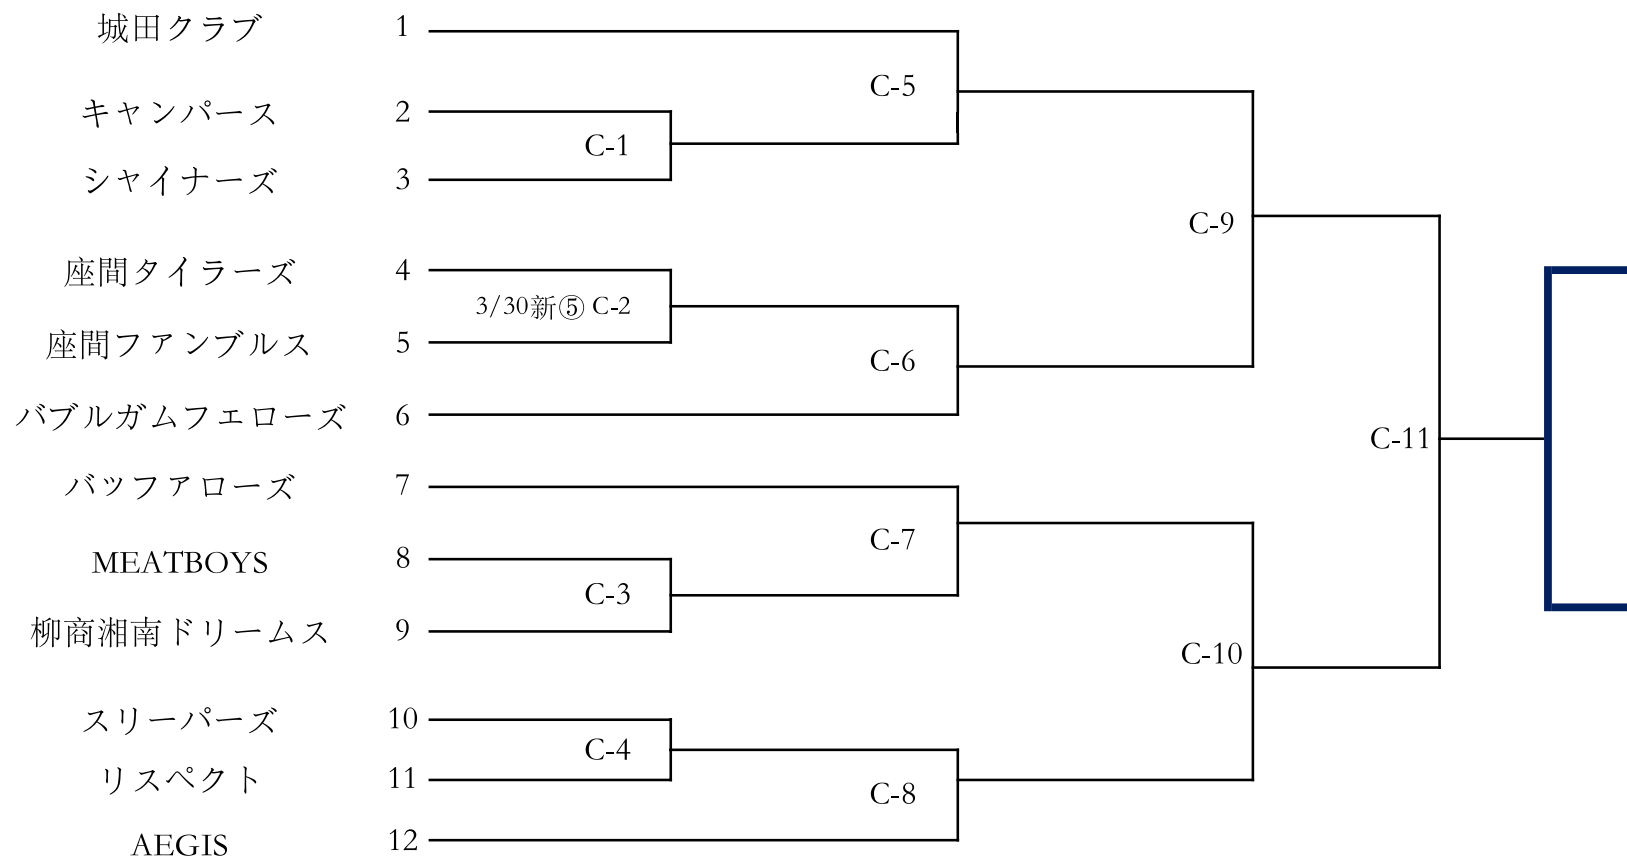 城田クラブ 1
C-5
キャンパース 2
C-1
シャイナーズ 3
C-9
座間タイラーズ 4
3/30新⑤ C-2
座間ファンブルス 5
C-6
バブルガムフェローズ 6
C-11
バッファローズ 7
C-7
MEATBOYS 8
C-3
柳商湘南ドリームス 9
C-10
スリーパーズ 10
C-4
リスペクト 11
C-8
AEGIS 12